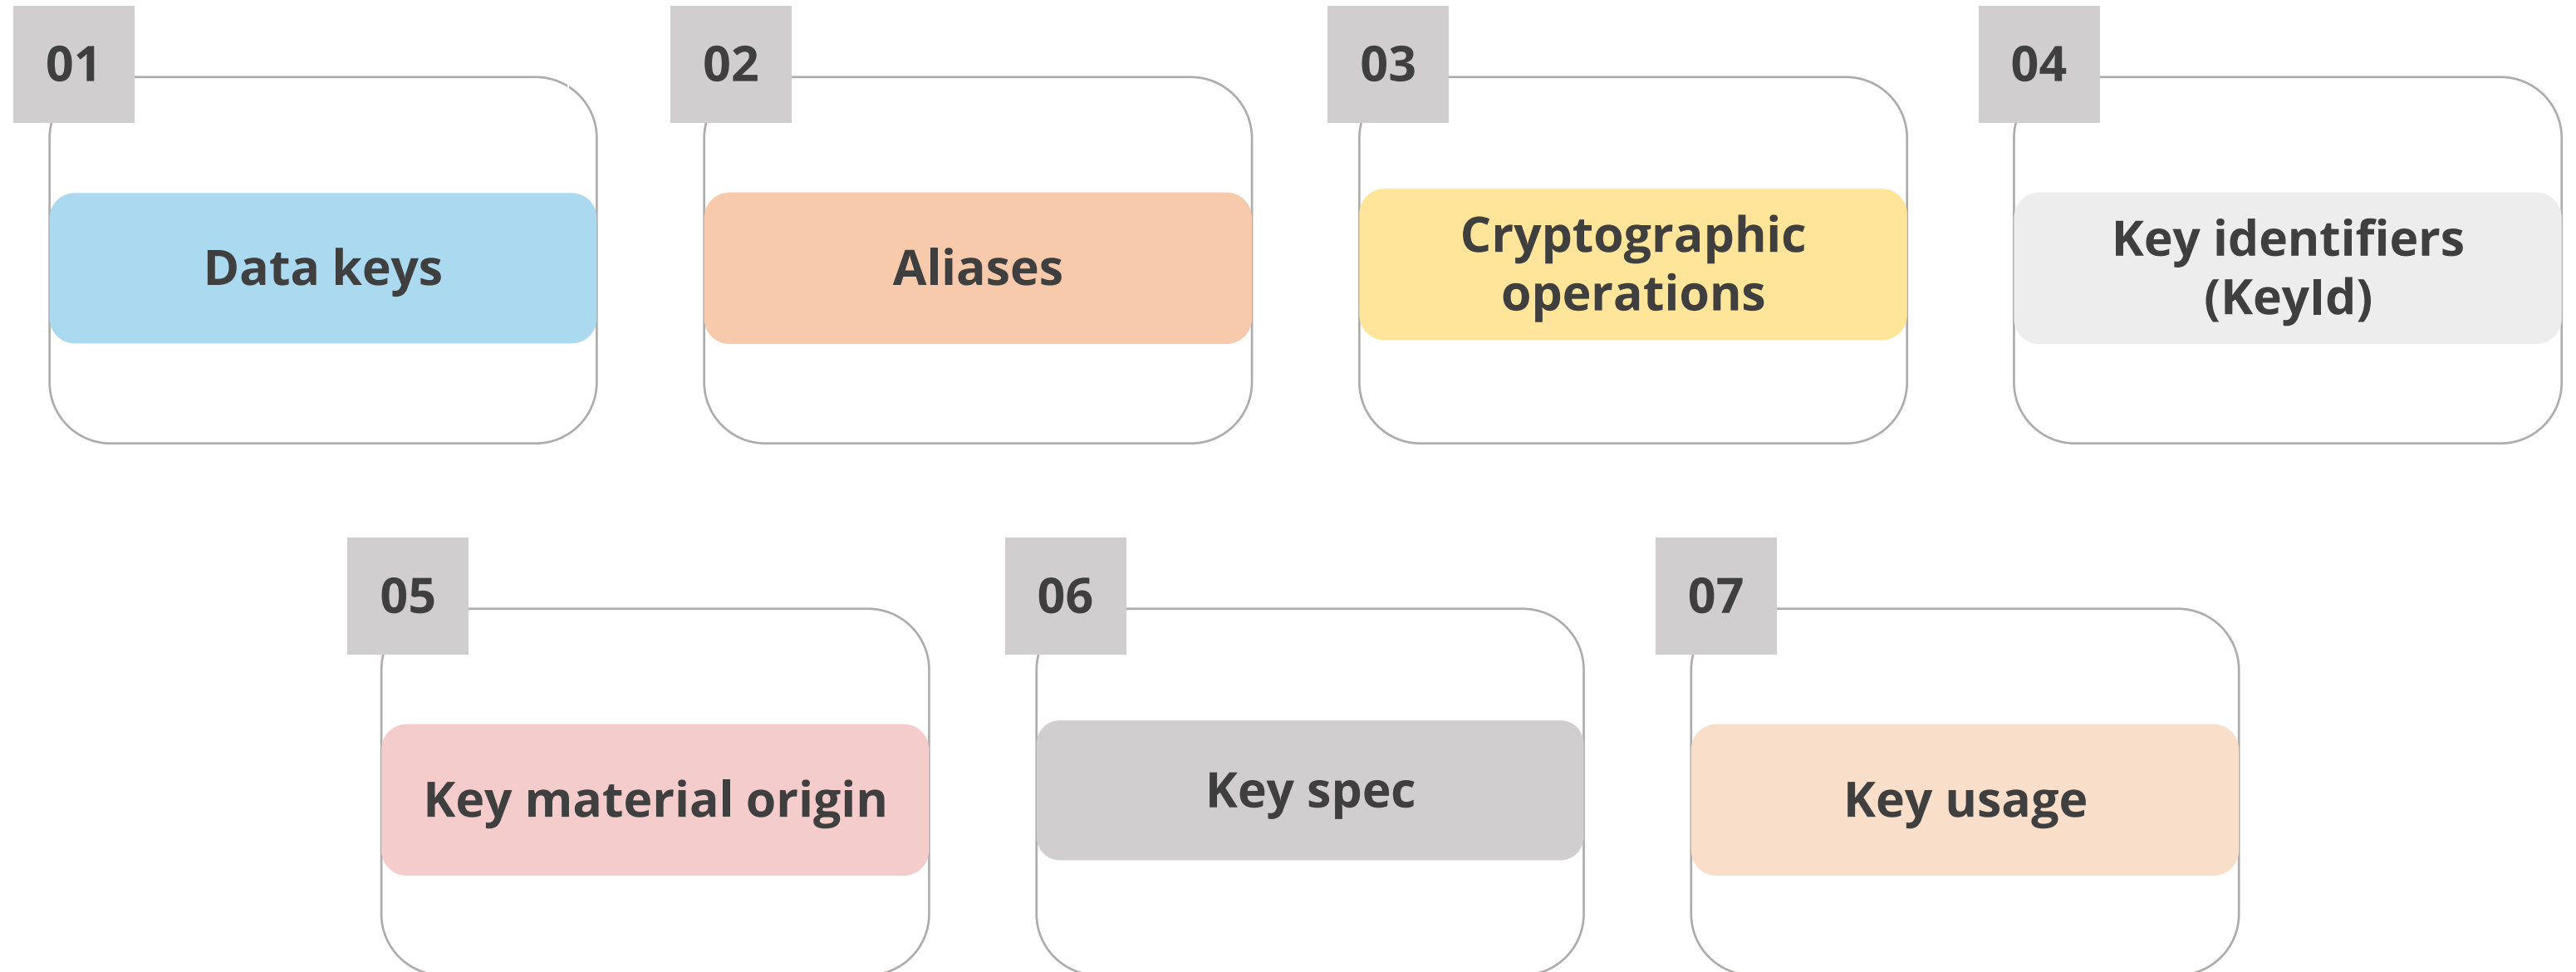 01
Data keys
02
Aliases
03
Cryptographic
operations
04
Key identifiers
(KeyId)
05
Key material origin
06
Key spec
07
Key usage